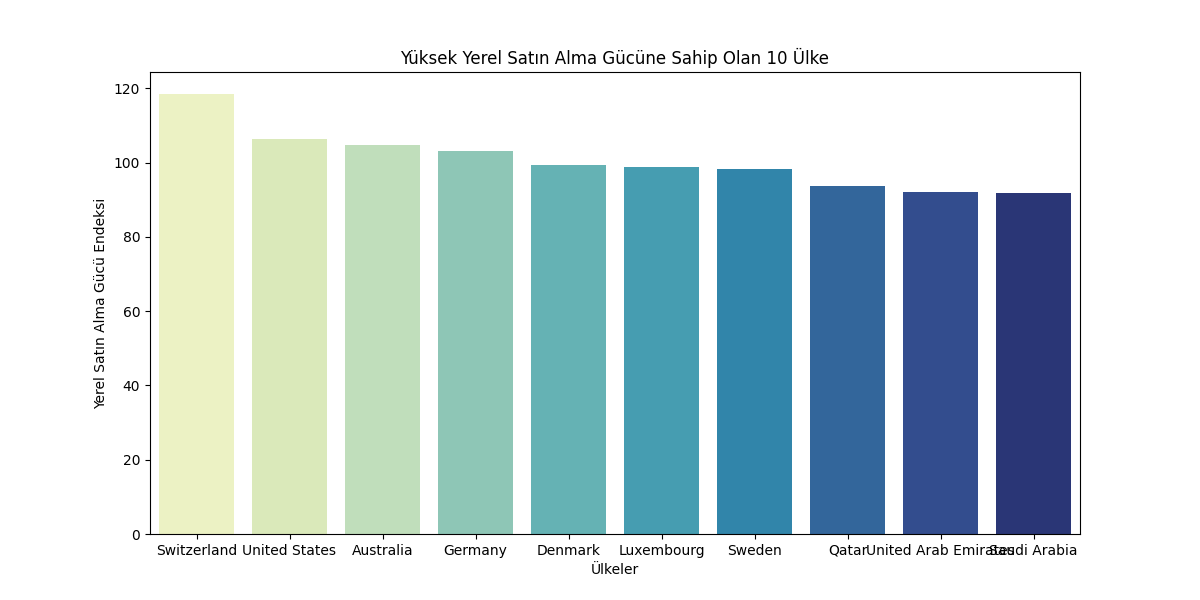 Yüksek Yerel Satın Alma Gücüne Sahip Olan 10 Ülke
Yerel Satın Alma Gücü Endeksi
120
100
80
60
40
20
0
Switzerland United States Australia Germany Denmark Luxembourg Sweden Qatar United Arab Emirates Saudi Arabia
Ülkeler